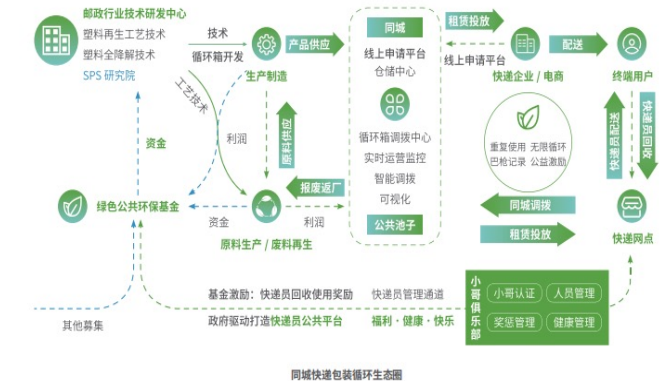 邮政行业技术研发中心
塑料再生工艺技术
塑料全降解技术
SPS 研究院
技术
循环箱开发
生产制造
产品供应
同城
线上申请平台
仓储中心
循环箱调拨中心
实时运营监控
智能调拨
可视化
公共池子
租赁投放
线上申请平台
快递企业 / 电商
配送
终端用户
工艺技术
资金
利润
原料供应
报废返厂
重复使用 无限循环
巴枪记录 公益激励
快递员配送
快递员回收
绿色公共环保基金
资金
利润
原料生产 / 废料再生
同城调拨
租赁投放
快递网点
其他募集
基金激励：快递员回收使用奖励
快递员管理通道
政府驱动打造快递员公共平台
福利 · 健康 · 快乐
小哥俱乐部
小哥认证
人员管理
奖惩管理
健康管理
同城快递包装循环生态圈